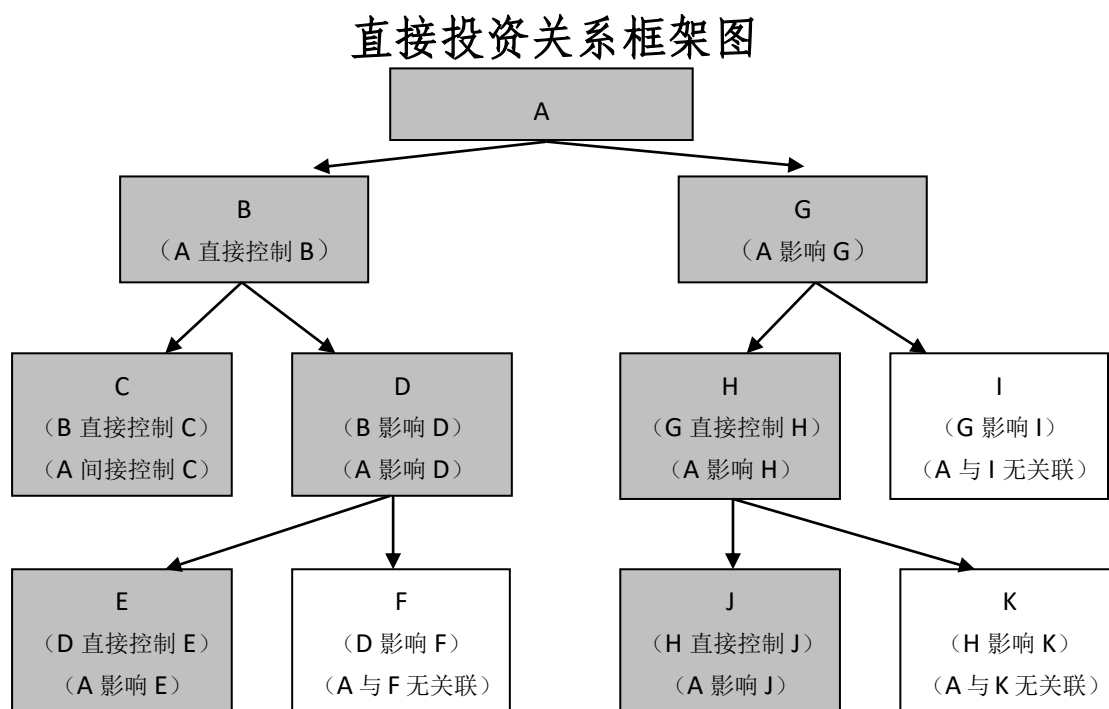 直接投资关系框架图
A
B
（A 直接控制 B）
G
（A 影响 G）
C
（B 直接控制 C）
（A 间接控制 C）
D
（B 影响 D）
（A 影响 D）
H
（G 直接控制 H）
（A 影响 H）
I
（G 影响 I）
（A 与 I 无关联）
E
（D 直接控制 E）
（A 影响 E）
F
（D 影响 F）
（A 与 F 无关联）
J
（H 直接控制 J）
（A 影响 J）
K
（H 影响 K）
（A 与 K 无关联）